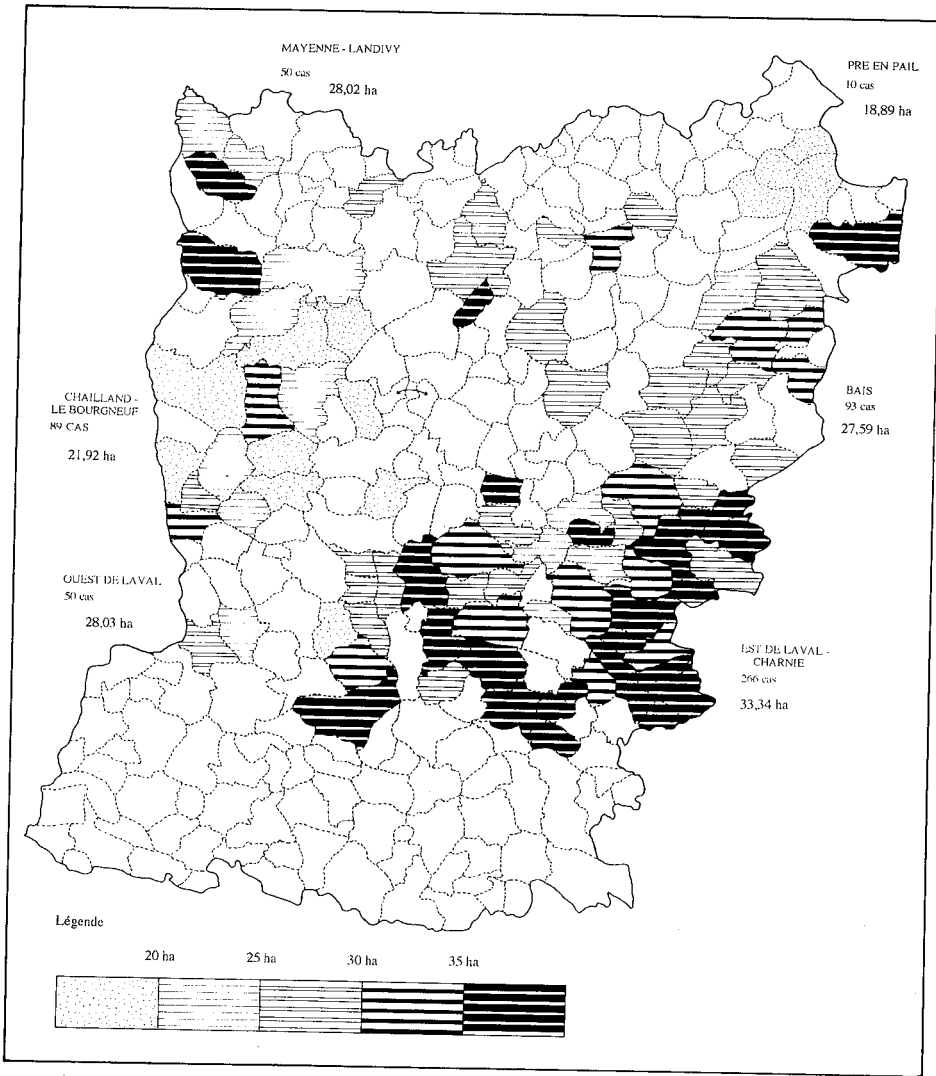 MAYENNE - LANDIVY
50 cas
28,02 ha
PRE EN PAIL
10 cas
18,89 ha
CHAILLAND -
LE BOURGNEUF
89 CAS
21,92 ha
BAIS
93 cas
27,59 ha
OUEST DE LAVAL
50 cas
28,03 ha
EST DE LAVAL -
CHARNIE
266 cas
33,34 ha
Légende
20 ha 25 ha 30 ha 35 ha